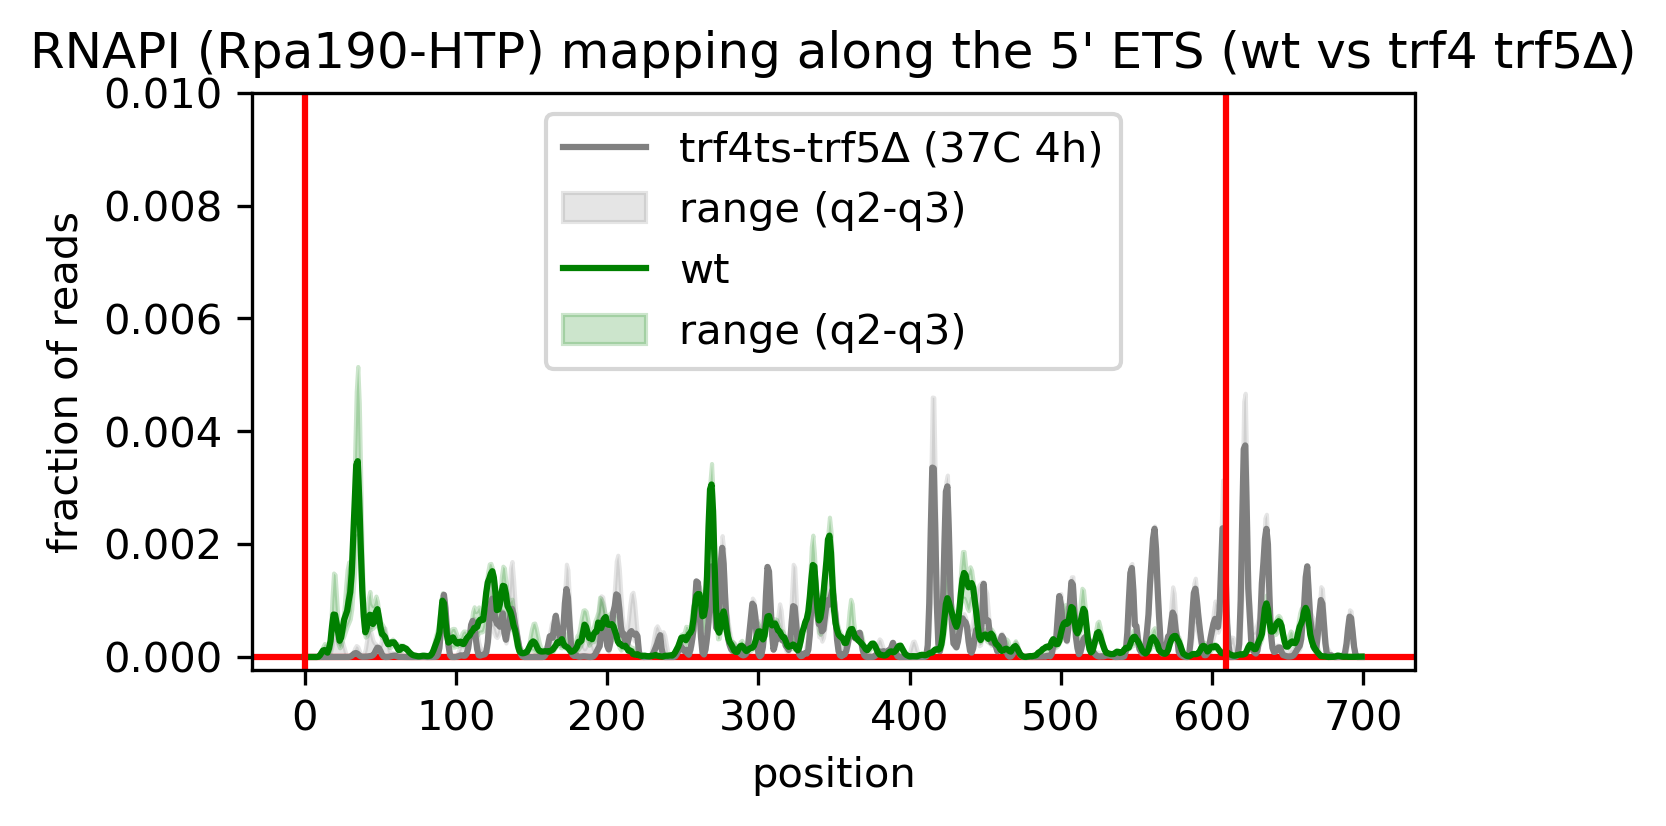 RNAPI (Rpa190-HTP) mapping along the 5' ETS (wt vs trf4 trf5Δ)
0.010
0.008
0.006
0.004
0.002
0.000
fraction of reads
trf4ts-trf5Δ (37C 4h)
range (q2-q3)
wt
range (q2-q3)
0 100 200 300 400 500 600 700
position